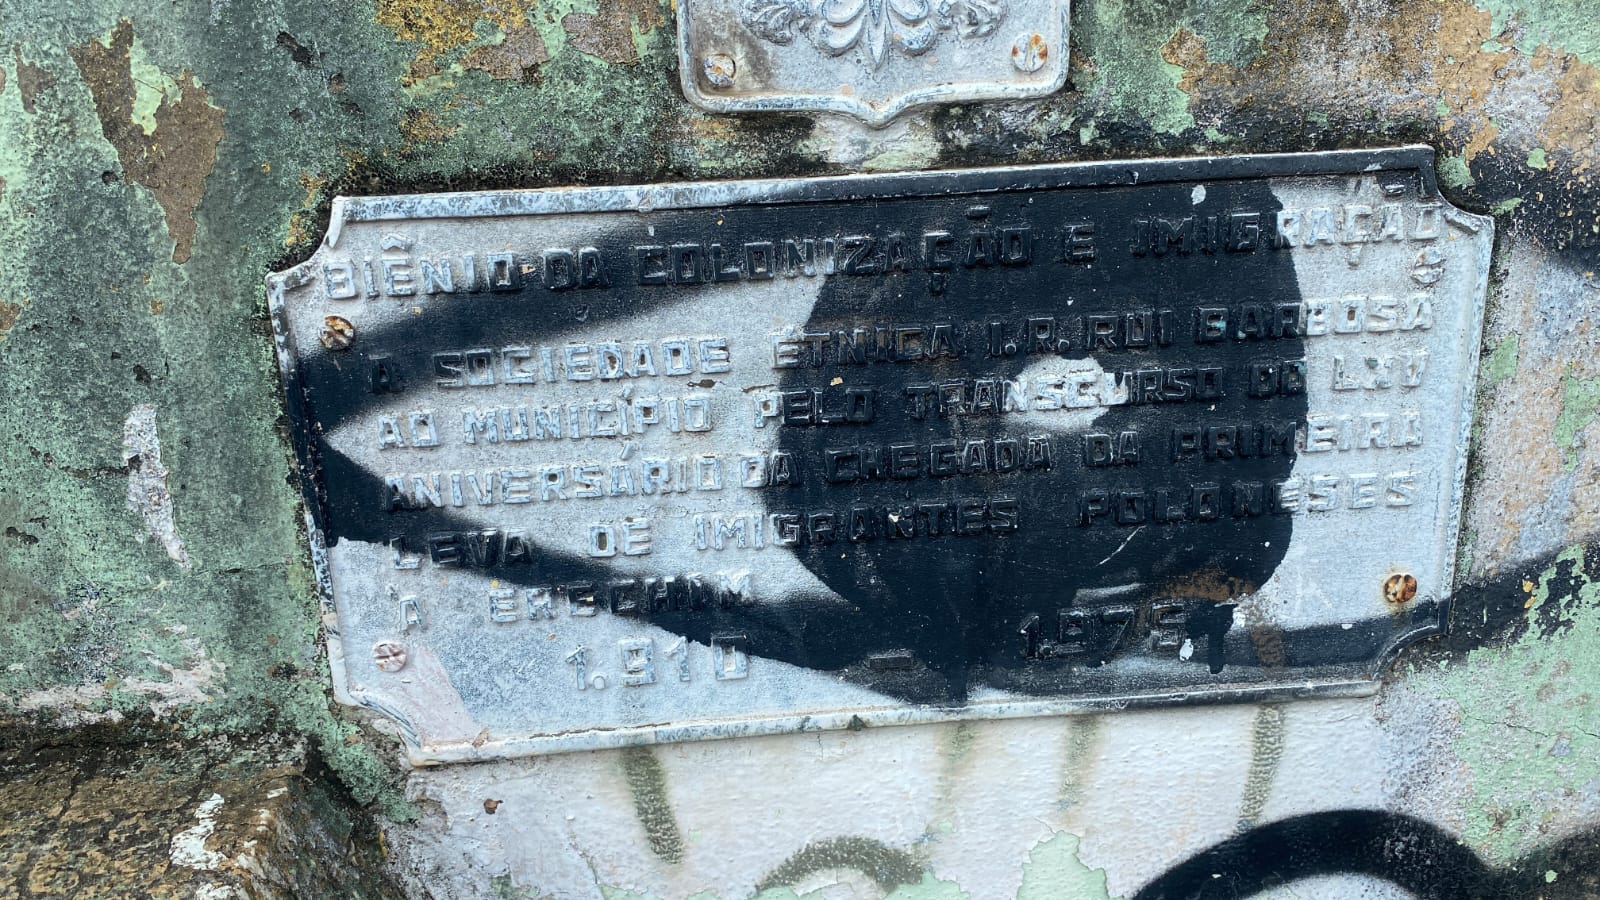 BIÊNIO DA COLONIZAÇÃO E IMIGRAÇÃO
A SOCIEDADE ÉTNICA I.R. RUI BARBOSA
AO MUNICÍPIO PELO TRANSCURSO DO LXV
ANIVERSÁRIO DA CHEGADA DA PRIMEIRA
LEVA DE IMIGRANTES POLONESES
A ERECHIM
1.910 - 1.975